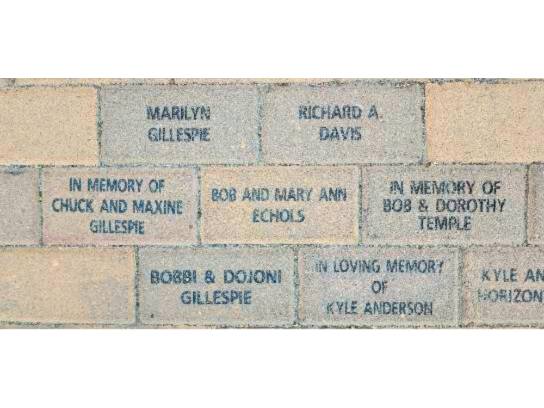 MARILYN
GILLESPIE
RICHARD A.
DAVIS
IN MEMORY OF
CHUCK AND MAXINE
GILLESPIE
BOB AND MARY ANN
ECHOLS
IN MEMORY OF
BOB & DOROTHY
TEMPLE
BOBBI & DOJONI
GILLESPIE
IN LOVING MEMORY
OF
KYLE ANDERSON
KYLE